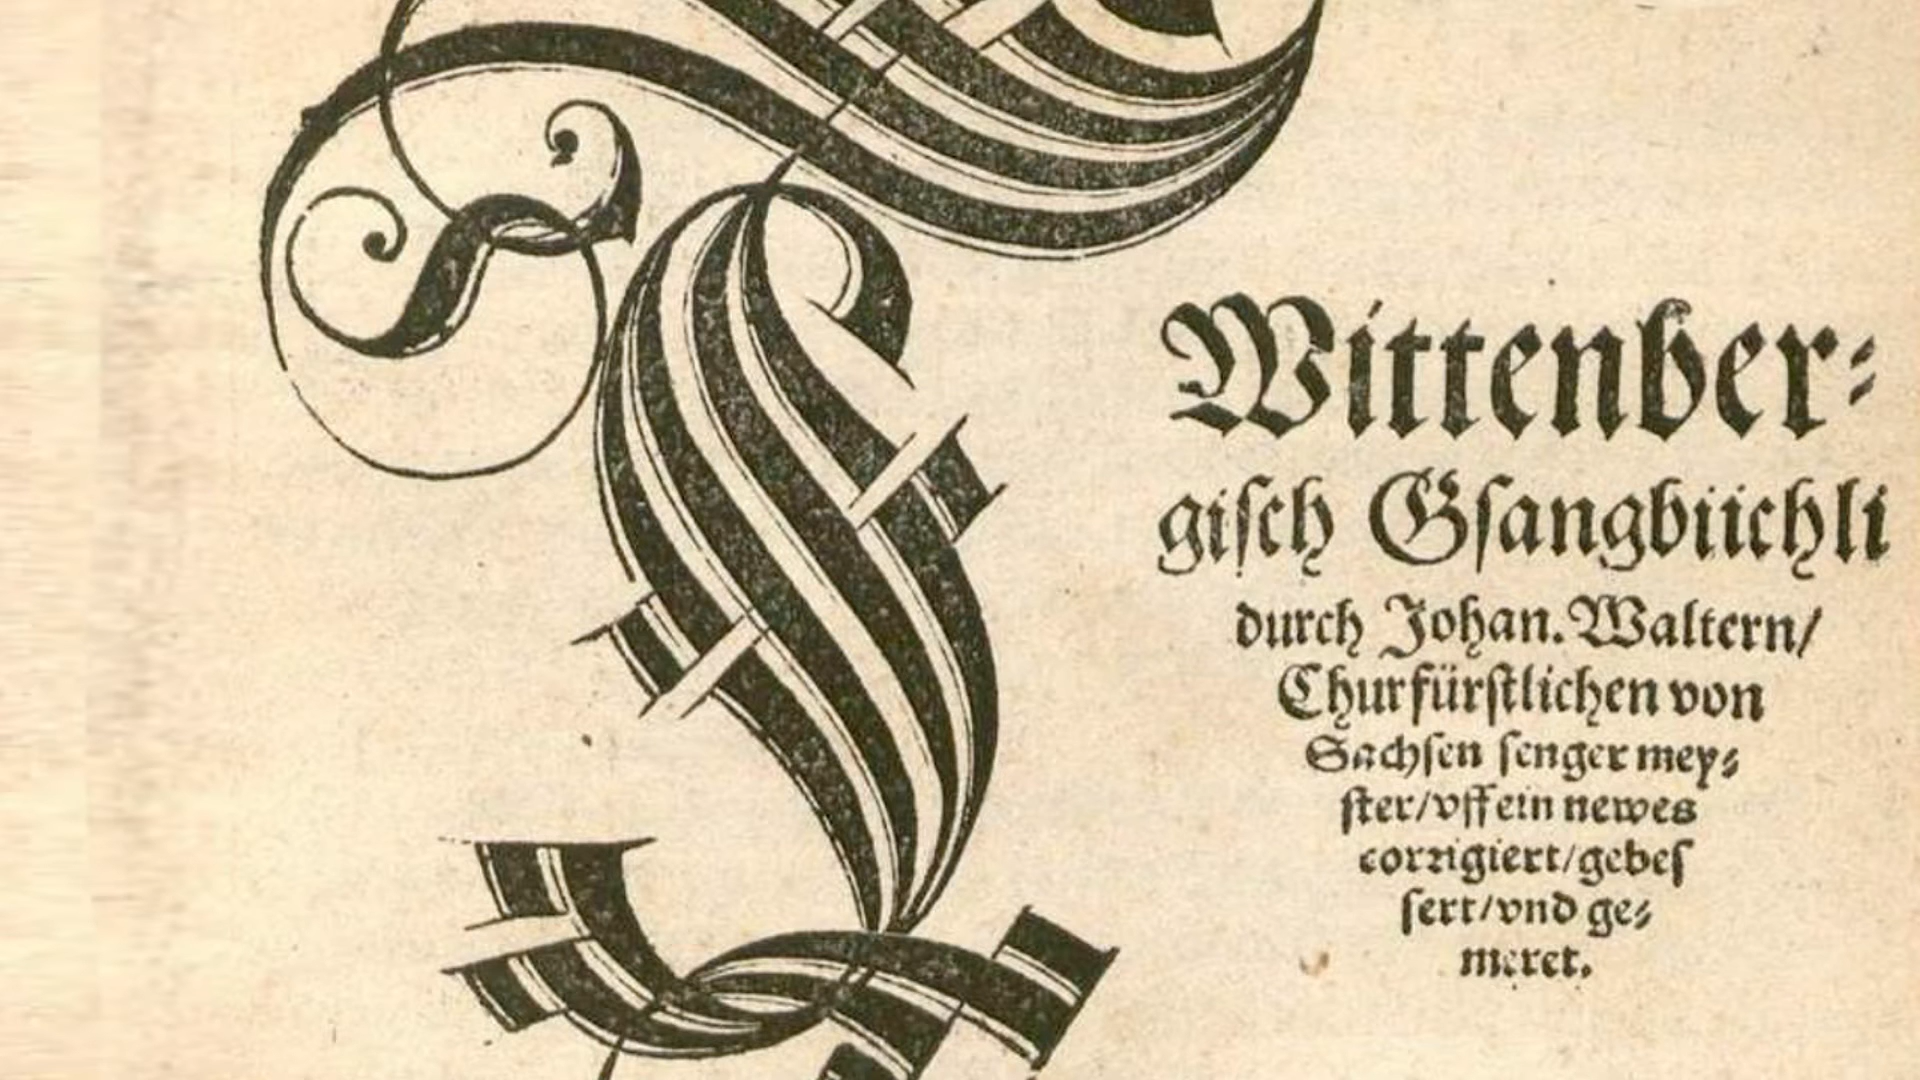 Wittenber⸗
giſch Gſangbüchli
durch Johan. Waltern/
Churfürſtlichen von
Sachſen ſenger mey⸗
ſter/vff ein newes
corrigiert/gebeſ
ſert/vnd ge⸗
meret.